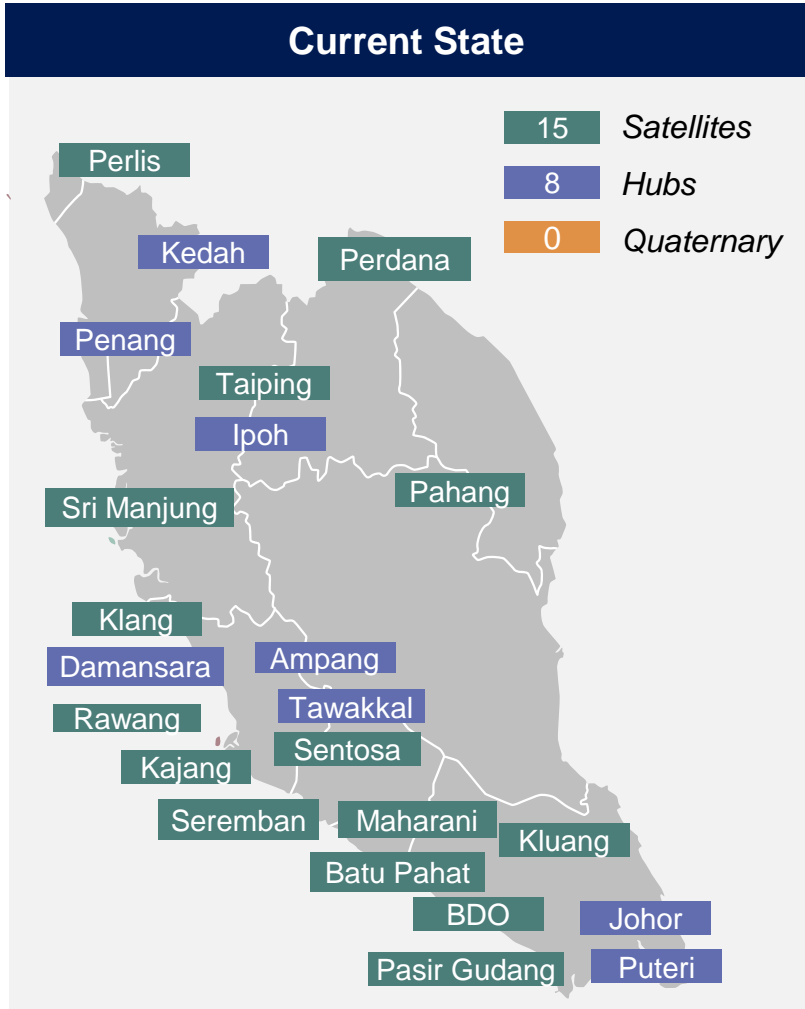 Current State
15 Satellites
8 Hubs
0 Quaternary
Perlis
Kedah
Perdana
Penang
Taiping
Ipoh
Pahang
Sri Manjung
Klang
Damansara
Ampang
Rawang
Tawakkal
Kajang
Sentosa
Seremban
Maharani
Kluang
Batu Pahat
BDO
Johor
Pasir Gudang
Puteri